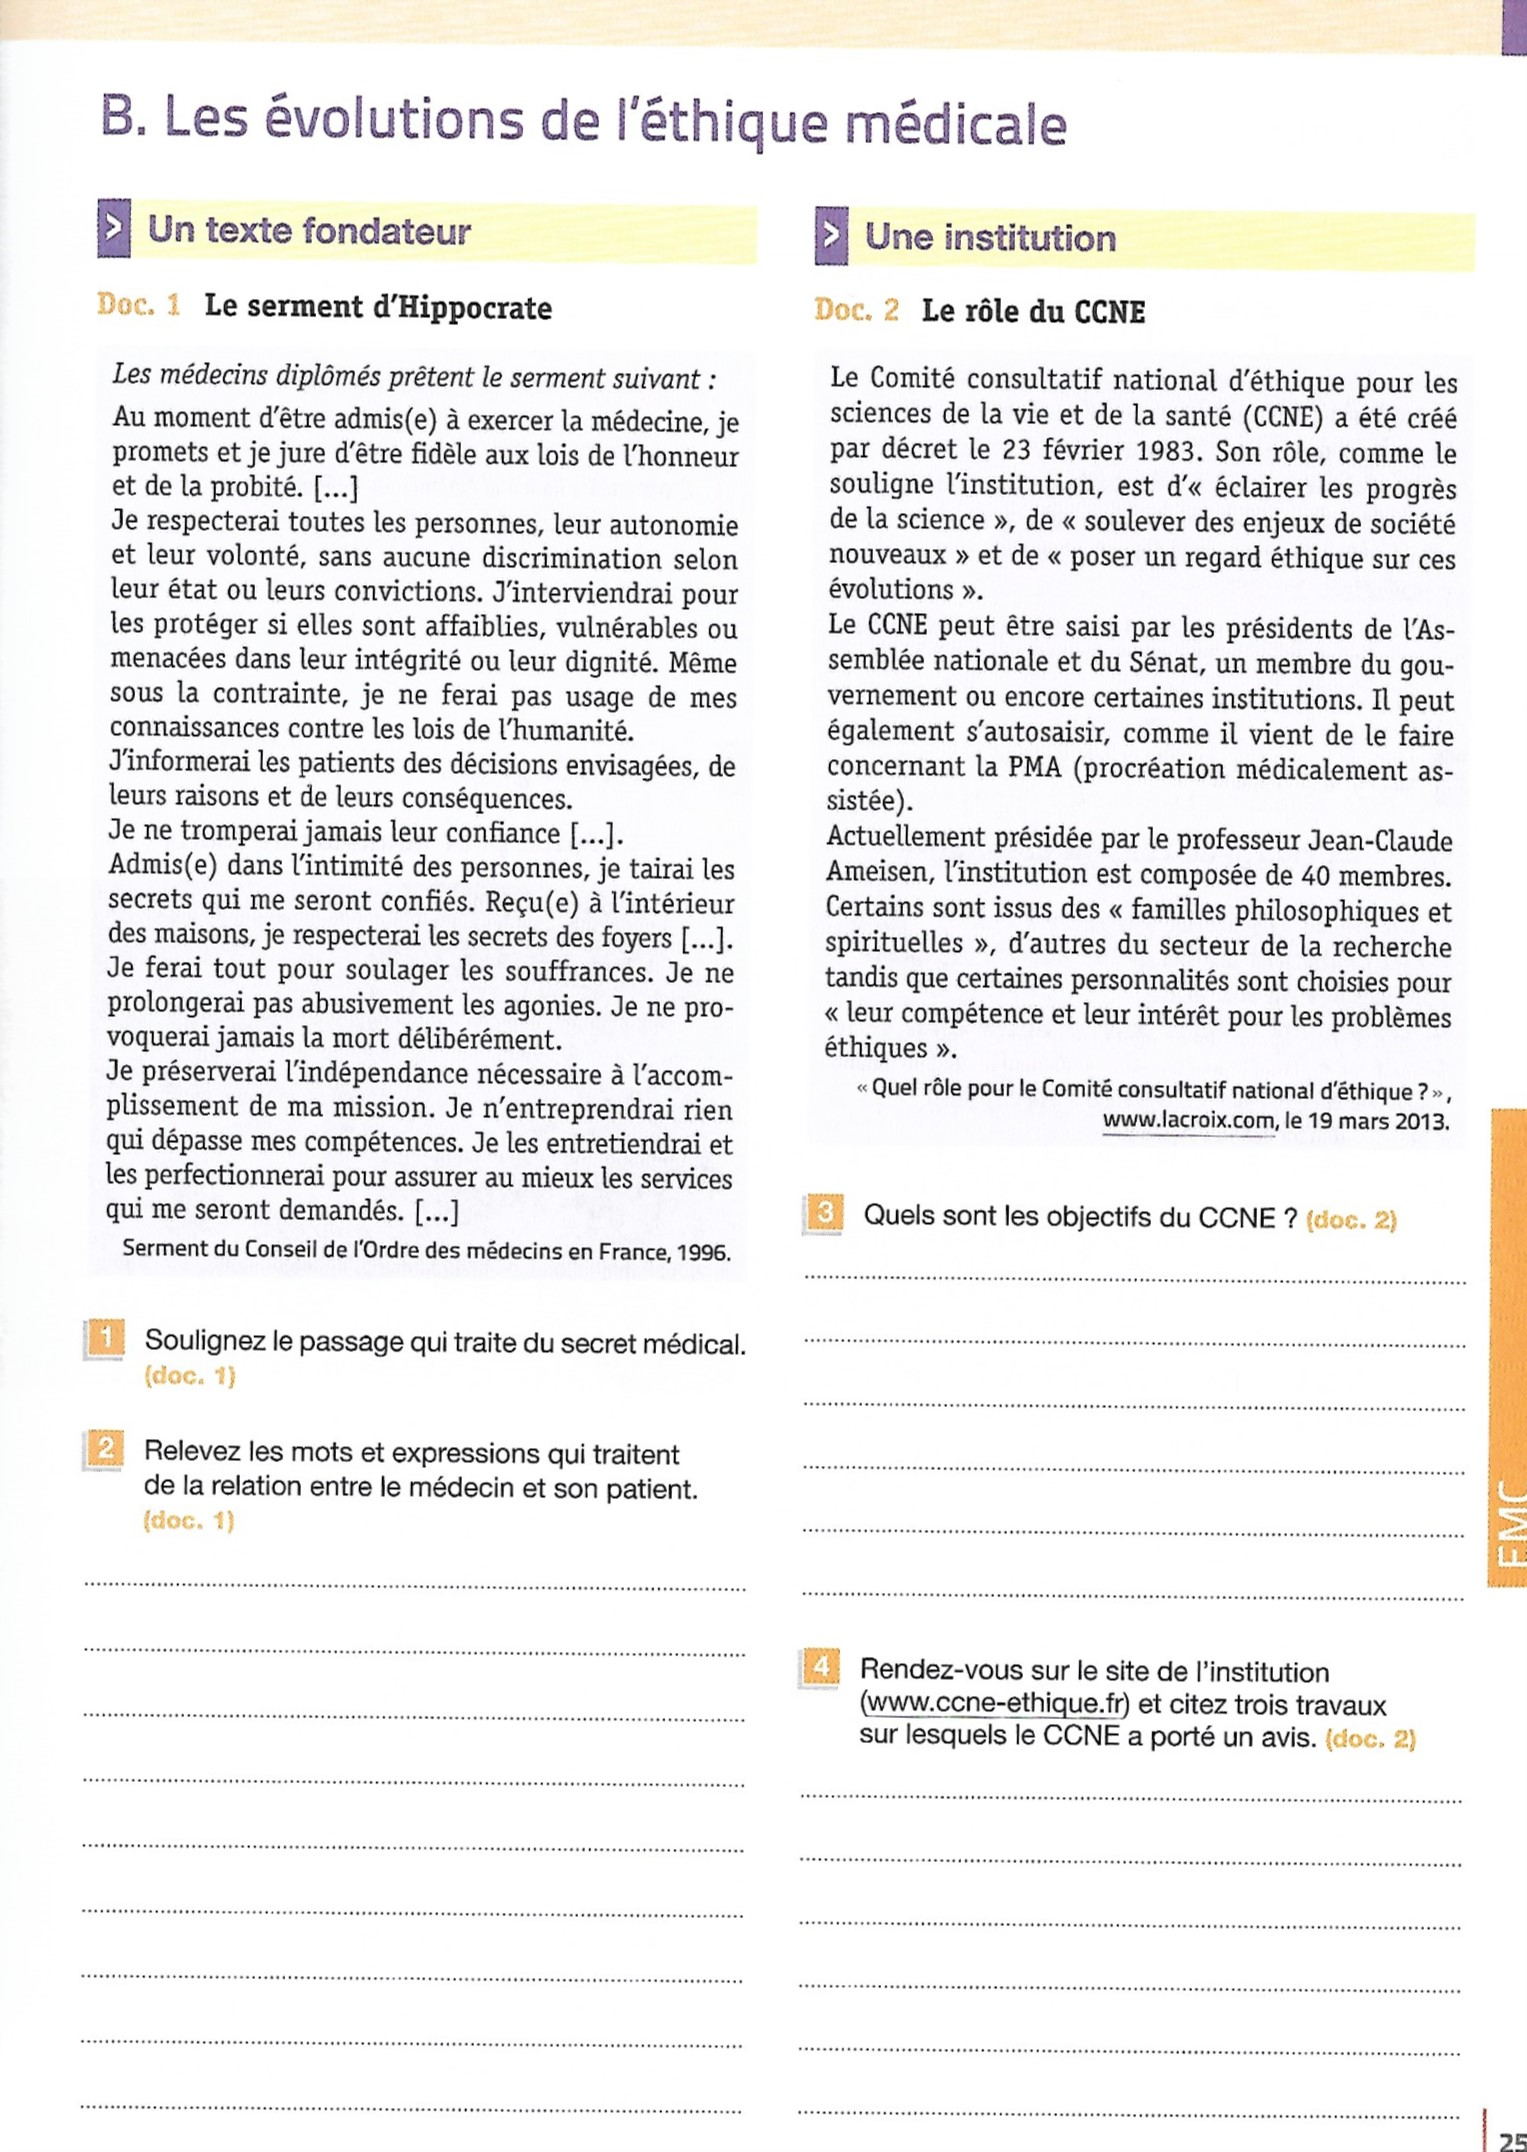 B. Les évolutions de l'éthique médicale
> Un texte fondateur
Doc. 1 Le serment d'Hippocrate
Les médecins diplômés prêtent le serment suivant :
Au moment d'être admis(e) à exercer la médecine, je
promets et je jure d'être fidèle aux lois de l'honneur
et de la probité. [...]
Je respecterai toutes les personnes, leur autonomie
et leur volonté, sans aucune discrimination selon
leur état ou leurs convictions. J'interviendrai pour
les protéger si elles sont affaiblies, vulnérables ou
menacées dans leur intégrité ou leur dignité. Même
sous la contrainte, je ne ferai pas usage de mes
connaissances contre les lois de l'humanité.
J'informerai les patients des décisions envisagées, de
leurs raisons et de leurs conséquences.
Je ne tromperai jamais leur confiance [...].
Admis(e) dans l'intimité des personnes, je tairai les
secrets qui me seront confiés. Reçu(e) à l'intérieur
des maisons, je respecterai les secrets des foyers [...].
Je ferai tout pour soulager les souffrances. Je ne
prolongerai pas abusivement les agonies. Je ne pro-
voquerai jamais la mort délibérément.
Je préserverai l'indépendance nécessaire à l'accom-
plissement de ma mission. Je n'entreprendrai rien
qui dépasse mes compétences. Je les entretiendrai et
les perfectionnerai pour assurer au mieux les services
qui me seront demandés. [...]
Serment du Conseil de l'Ordre des médecins en France, 1996.
1 Soulignez le passage qui traite du secret médical.
(doc. 1)
2 Relevez les mots et expressions qui traitent
de la relation entre le médecin et son patient.
(doc. 1)
> Une institution
Doc. 2 Le rôle du CCNE
Le Comité consultatif national d'éthique pour les
sciences de la vie et de la santé (CCNE) a été créé
par décret le 23 février 1983. Son rôle, comme le
souligne l'institution, est d'« éclairer les progrès
de la science », de « soulever des enjeux de société
nouveaux » et de « poser un regard éthique sur ces
évolutions ».
Le CCNE peut être saisi par les présidents de l'As-
semblée nationale et du Sénat, un membre du gou-
vernement ou encore certaines institutions. Il peut
également s'autosaisir, comme il vient de le faire
concernant la PMA (procréation médicalement as-
sistée).
Actuellement présidée par le professeur Jean-Claude
Ameisen, l'institution est composée de 40 membres.
Certains sont issus des « familles philosophiques et
spirituelles », d'autres du secteur de la recherche
tandis que certaines personnalités sont choisies pour
« leur compétence et leur intérêt pour les problèmes
éthiques ».
« Quel rôle pour le Comité consultatif national d'éthique ? »,
www.lacroix.com, le 19 mars 2013.
3 Quels sont les objectifs du CCNE ? (doc. 2)
4 Rendez-vous sur le site de l'institution
(www.ccne-ethique.fr) et citez trois travaux
sur lesquels le CCNE a porté un avis. (doc. 2)
EMC
25